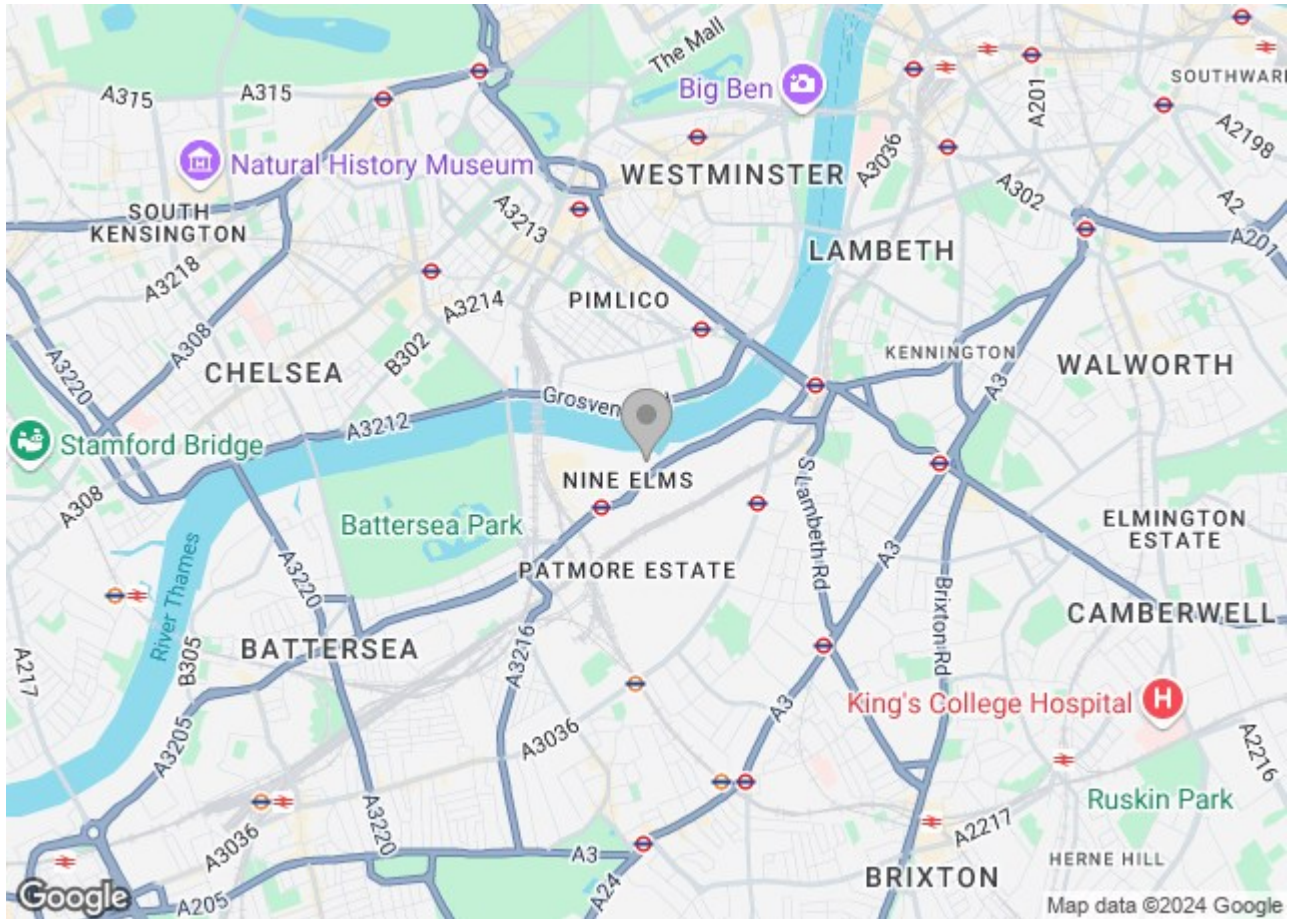 The Mall
SOUTHWAR
A315
A315
Big Ben
A201
A2198
A3036
Natural History Museum
WESTMINSTER
A302
A2
SOUTH
KENSINGTON
A3213
A201
LAMBETH
A3218
A3214
PIMLICO
A308
B302
KENNINGTON
WALWORTH
A3220
CHELSEA
A3
A3212
Stamford Bridge
NINE ELMS
A308
S Lambeth Rd
Battersea Park
ELMINGTON
ESTATE
A3
River Thames
A3220
PATMORE ESTATE
Brixton Rd
CAMBERWELL
A217
B305
BATTERSEA
A3216
King's College Hospital
H
A3
A3205
A3036
A2216
Ruskin Park
A3220
A2217
A3036
A3
HERNE HILL
BRIXTON
A24
Google
A205
Map data ©2024 Google